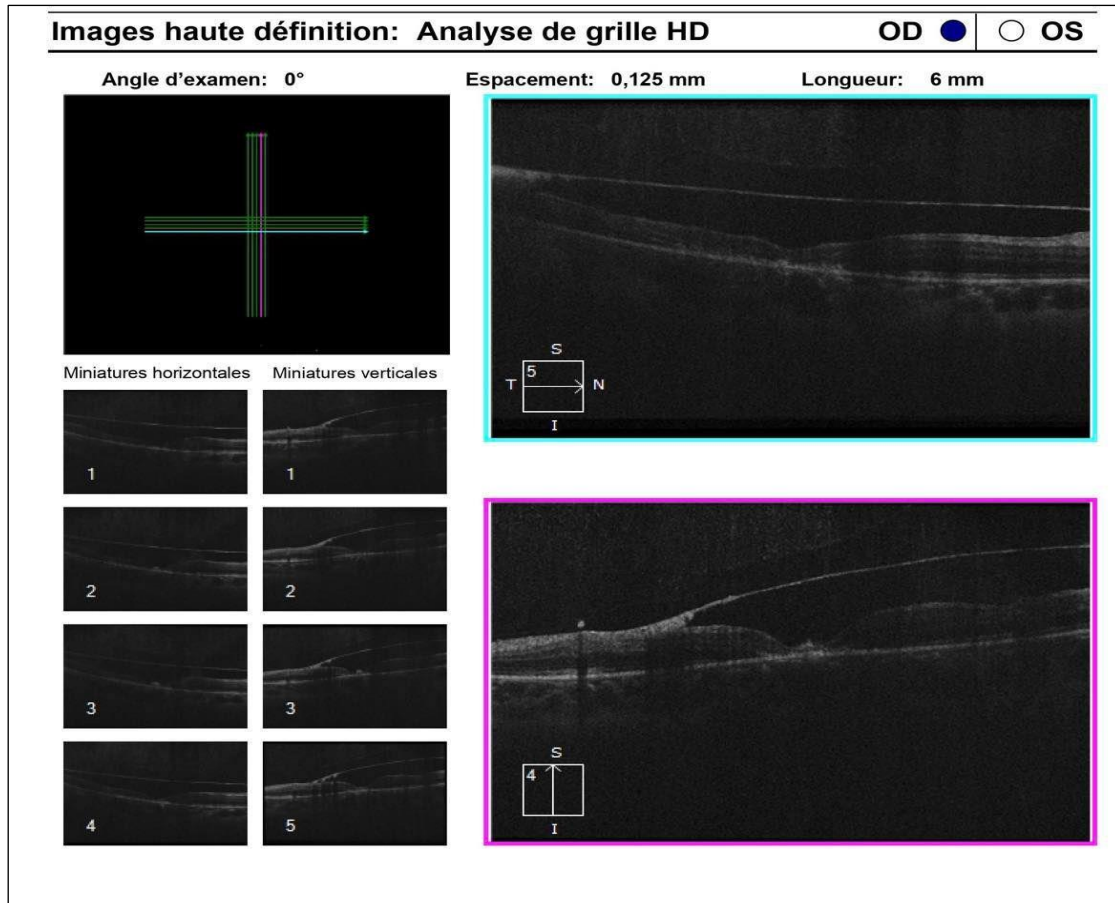 Images haute définition: Analyse de grille HD OD OS
Angle d’examen: 0° Espacement: 0,125 mm Longueur: 6 mm
S
5
T N
I
Miniatures horizontales Miniatures verticales
1 1
2 2
3 3
4 5
S
4
I